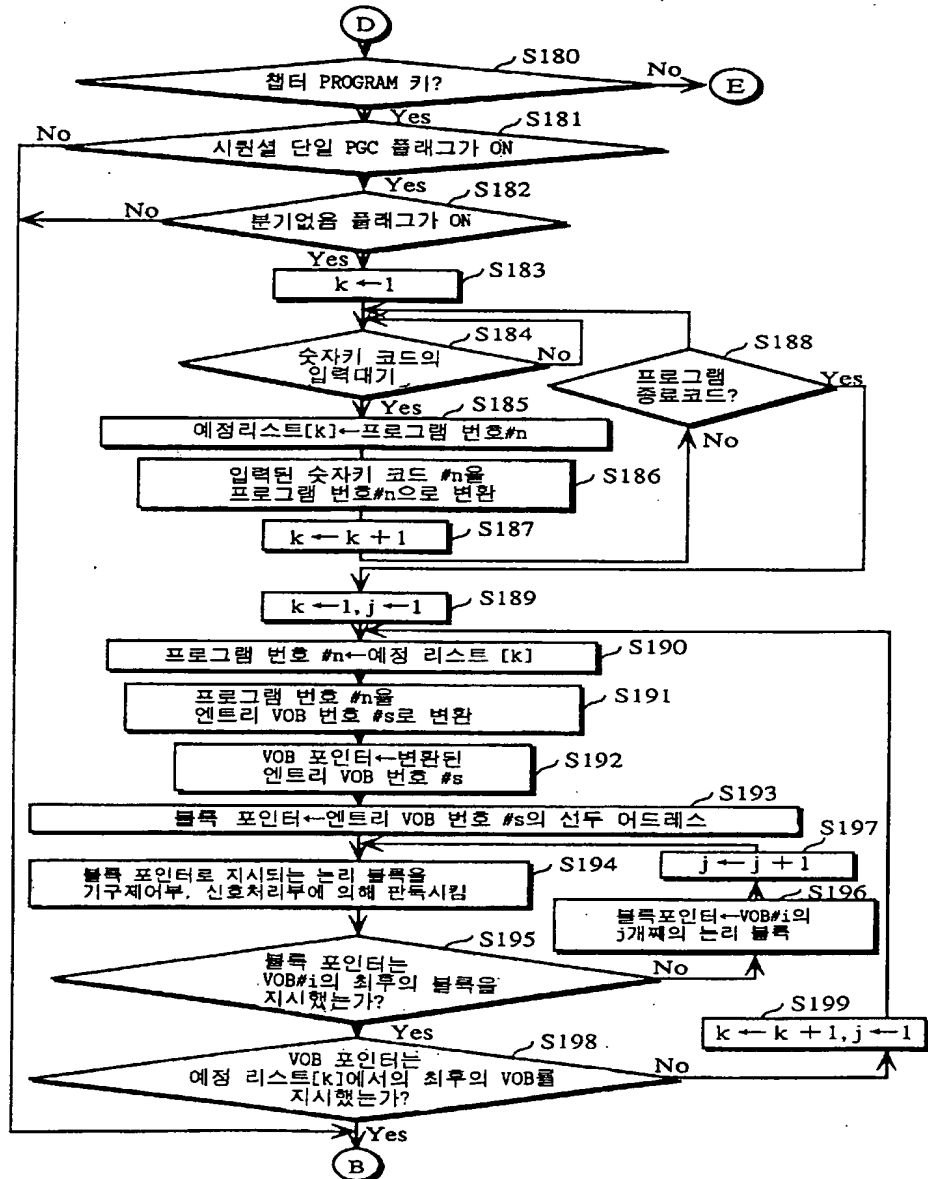 D
S180
챕터 PROGRAM 키?
No
E
Yes
S181
No
시퀀셜 단일 PGC 플래그가 ON
Yes
S182
No
분기없음 플래그가 ON
Yes
S183
k ← 1
S184
숫자키 코드의
입력대기
No
S188
프로그램
종료코드?
Yes
No
Yes
S185
예정리스트[k]←프로그램 번호#n
입력된 숫자키 코드 #n을
프로그램 번호#n으로 변환
S186
S187
k ← k + 1
k ← 1, j ← 1
S189
프로그램 번호 #n←예정 리스트 [k]
S190
프로그램 번호 #n을
엔트리 VOB 번호 #s로 변환
S191
VOB 포인터←변환된
엔트리 VOB 번호 #s
S192
S193
블록 포인터←엔트리 VOB 번호 #s의 선두 어드레스
S197
j ← j + 1
블록 포인터로 지시되는 논리 블록을
기구제어부, 신호처리부에 의해 판독시킴
S194
S196
블록포인터←VOB#i의
j개째의 논리 블록
S195
블록 포인터는
VOB#i의 최후의 블록을
지시했는가?
No
Yes
S199
k ← k + 1, j ← 1
S198
VOB 포인터는
예정 리스트[k]에서의 최후의 VOB를
지시했는가?
No
Yes
B